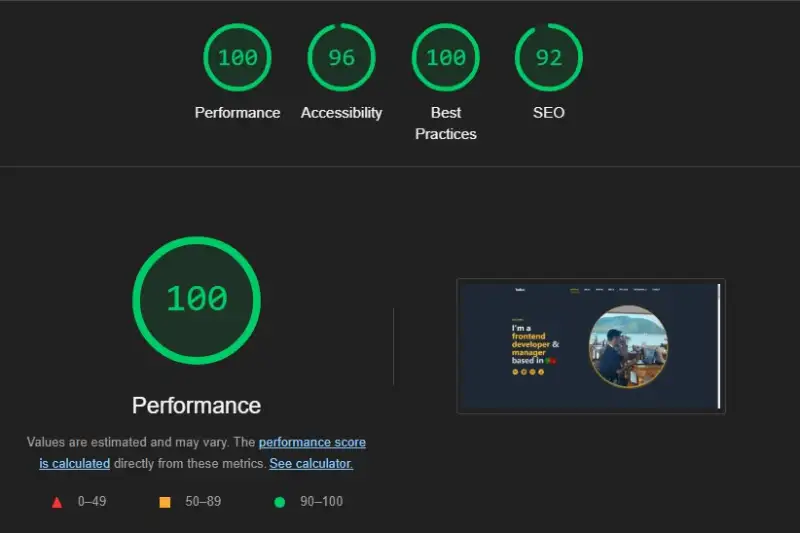 100
96
100
92
Performance
Accessibility
Best
Practices
SEO
100
Performance
Values are estimated and may vary. The performance score
is calculated directly from these metrics. See calculator.
0–49
50–89
90–100
I'm a
frontend
developer &
manager
based in